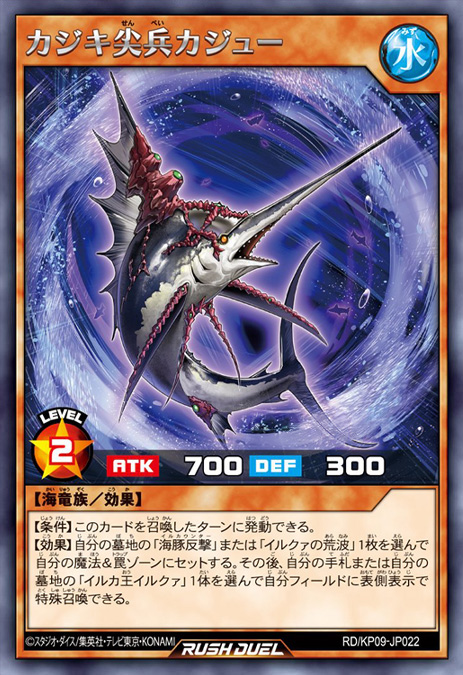 カジキ尖兵カジュー
水
LEVEL
2
ATK 700 DEF 300
【海竜族/効果】
【条件】このカードを召喚したターンに発動できる。
【効果】自分の墓地の「海豚反撃」または「イルクァの荒波」1枚を選んで
自分の魔法&罠ゾーンにセットする。その後、自分の手札または自分の
墓地の「イルカ王イルクァ」1体を選んで自分フィールドに表側表示で
特殊召喚できる。
©スタジオ・ダイス/集英社・テレビ東京・KONAMI
RUSH DUEL
RD/KP09-JP022